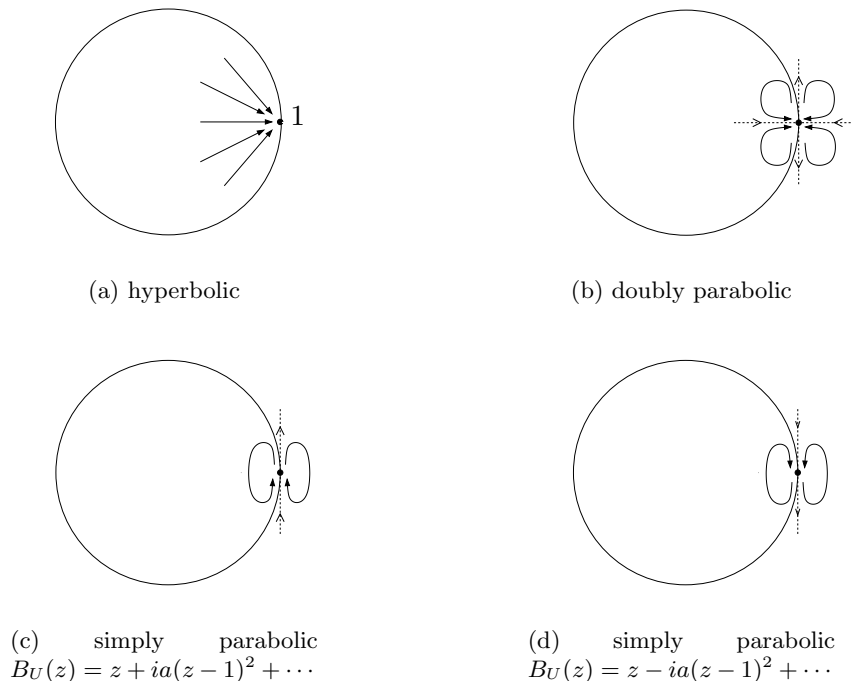 1
(a) hyperbolic
(b) doubly parabolic
(c) simply parabolic
B_U(z) = z + ia(z − 1)^2 + ···
(d) simply parabolic
B_U(z) = z − ia(z − 1)^2 + ···